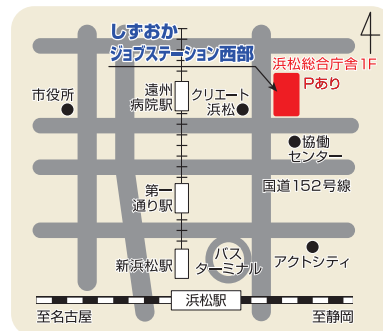 しずおか
ジョブステーション西部
浜松総合庁舎1F
Pあり
市役所
遠州
病院駅
クリエート
浜松
協働
センター
国道152号線
第一
通り駅
新浜松駅
バス
ターミナル
アクトシティ
浜松駅
至名古屋
至静岡
4